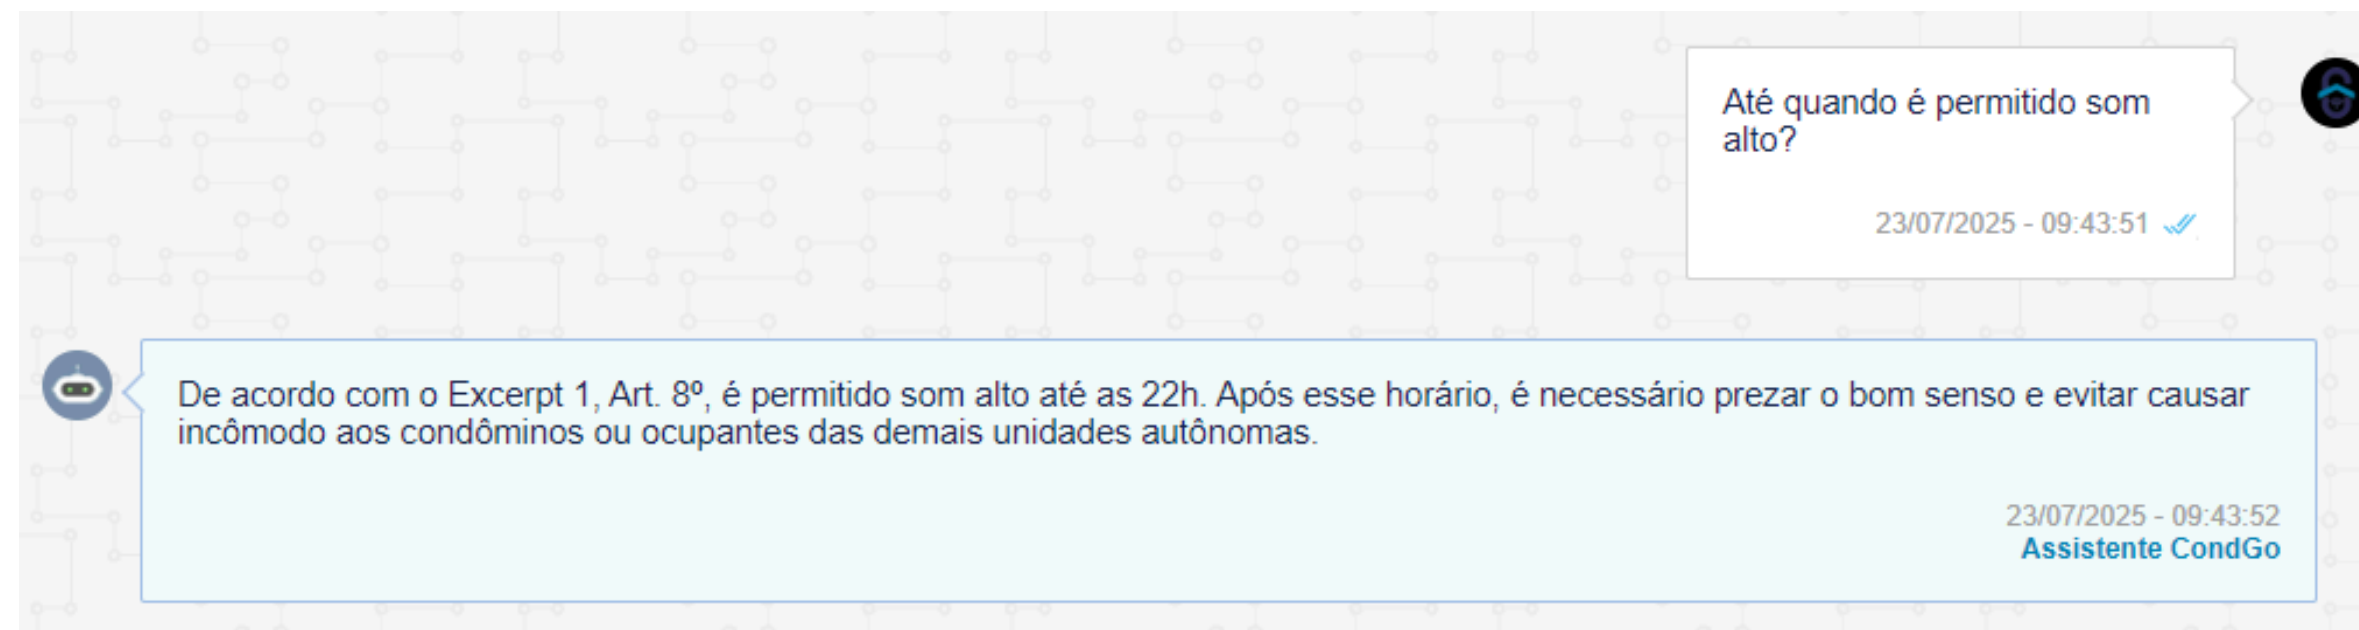 Até quando é permitido som
alto?
23/07/2025 - 09:43:51
De acordo com o Excerpt 1, Art. 8º, é permitido som alto até as 22h. Após esse horário, é necessário prezar o bom senso e evitar causar
incômodo aos condôminos ou ocupantes das demais unidades autônomas.
23/07/2025 - 09:43:52
Assistente CondGo